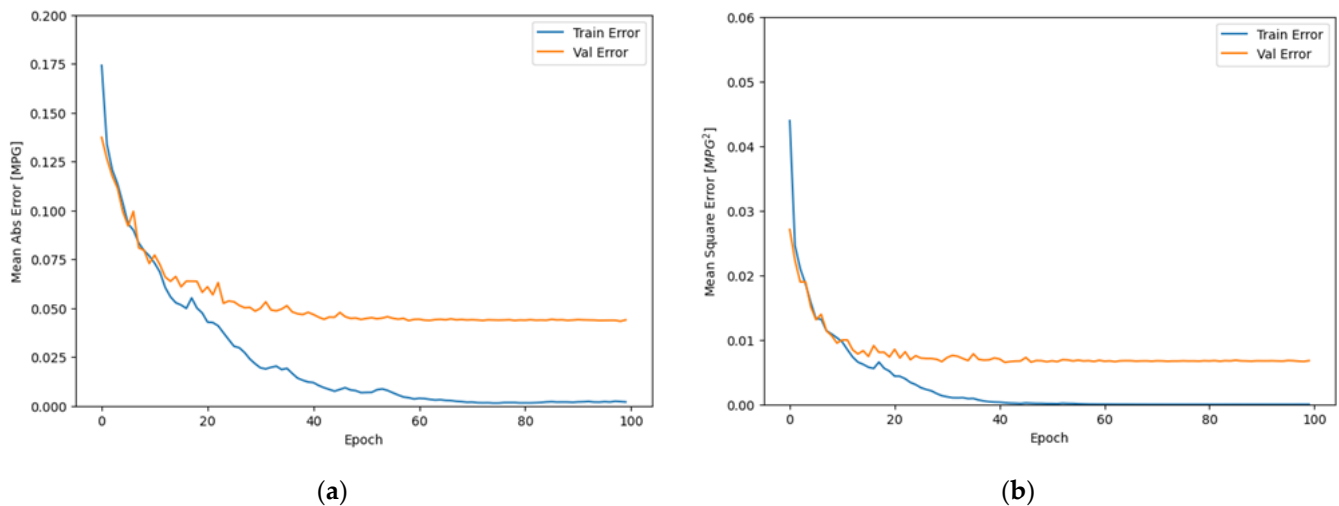 0.200
0.175
0.150
0.125
0.100
0.075
0.050
0.025
0.000
Mean Abs Error [MPG]
0
20
40
60
80
100
Epoch
Train Error
Val Error
(a)
0.06
0.05
0.04
0.03
0.02
0.01
0.00
Mean Square Error [MPG²]
0
20
40
60
80
100
Epoch
Train Error
Val Error
(b)